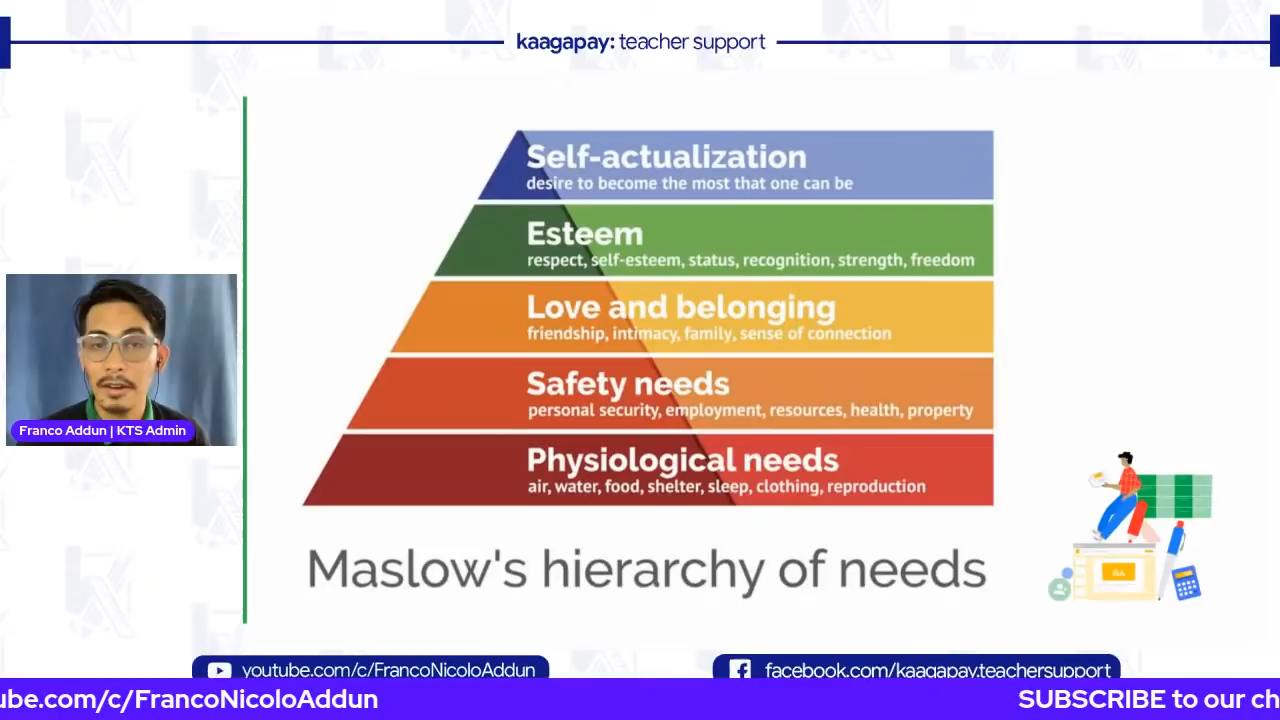 kaagapay: teacher support
Self-actualization
desire to become the most that one can be
Esteem
respect, self-esteem, status, recognition, strength, freedom
Love and belonging
friendship, intimacy, family, sense of connection
Safety needs
personal security, employment, resources, health, property
Physiological needs
air, water, food, shelter, sleep, clothing, reproduction
Maslow's hierarchy of needs
Franco Addun | KTS Admin
youtube.com/c/FrancoNicoloAddun
facebook.com/kaagapay.teachersupport
ube.com/c/FrancoNicoloAddun
SUBSCRIBE to our ch